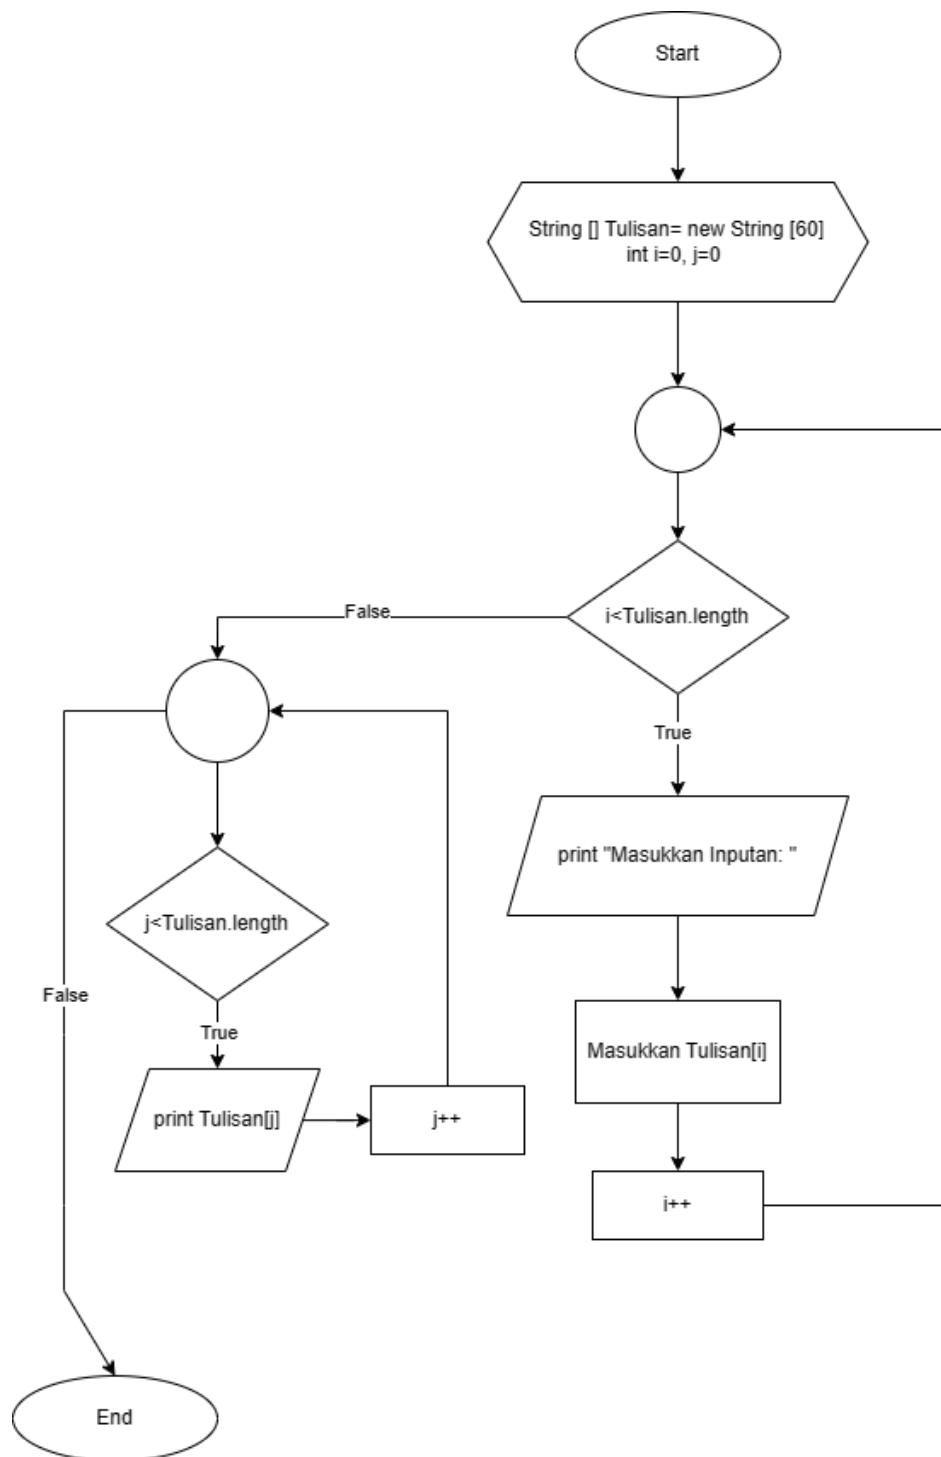 Start
String [] Tulisan= new String [60]
int i=0, j=0
i<Tulisan.length
False
True
print "Masukkan Inputan: "
Masukkan Tulisan[i]
i++
j<Tulisan.length
False
True
print Tulisan[j]
j++
End